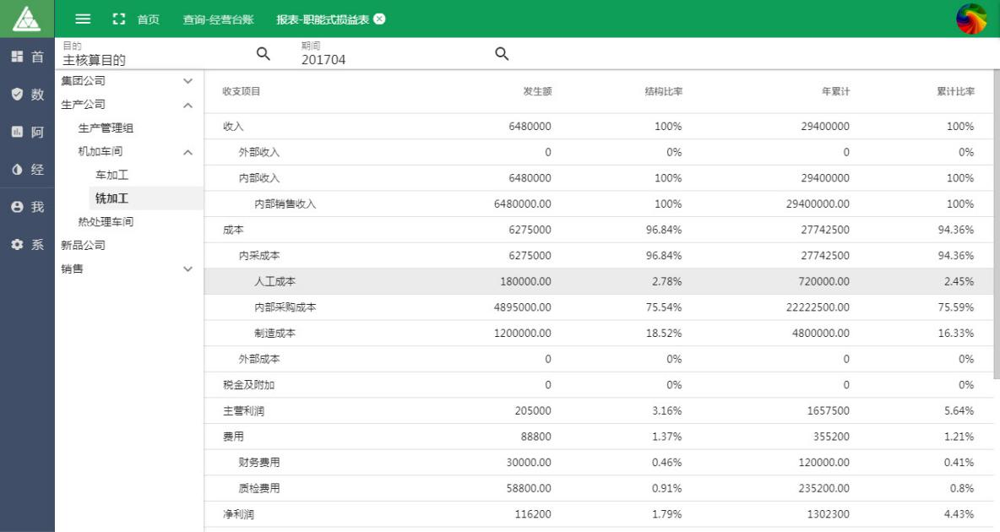 首页 查询-经营台账 报表-职能式损益表
目的 期间
主核算目的 201704
首
数
阿
经
我
系
集团公司
生产公司
生产管理组
机加车间
车加工
铣加工
热处理车间
新品公司
销售
收支项目 发生额 结构比率 年累计 累计比率
收入 6480000 100% 29400000 100%
外部收入 0 0% 0 0%
内部收入 6480000 100% 29400000 100%
内部销售收入 6480000.00 100% 29400000.00 100%
成本 6275000 96.84% 27742500 94.36%
内采成本 6275000 96.84% 27742500 94.36%
人工成本 180000.00 2.78% 720000.00 2.45%
内部采购成本 4895000.00 75.54% 22222500.00 75.59%
制造成本 1200000.00 18.52% 4800000.00 16.33%
外部成本 0 0% 0 0%
税金及附加 0 0% 0 0%
主营利润 205000 3.16% 1657500 5.64%
费用 88800 1.37% 355200 1.21%
财务费用 30000.00 0.46% 120000.00 0.41%
质检费用 58800.00 0.91% 235200.00 0.8%
净利润 116200 1.79% 1302300 4.43%